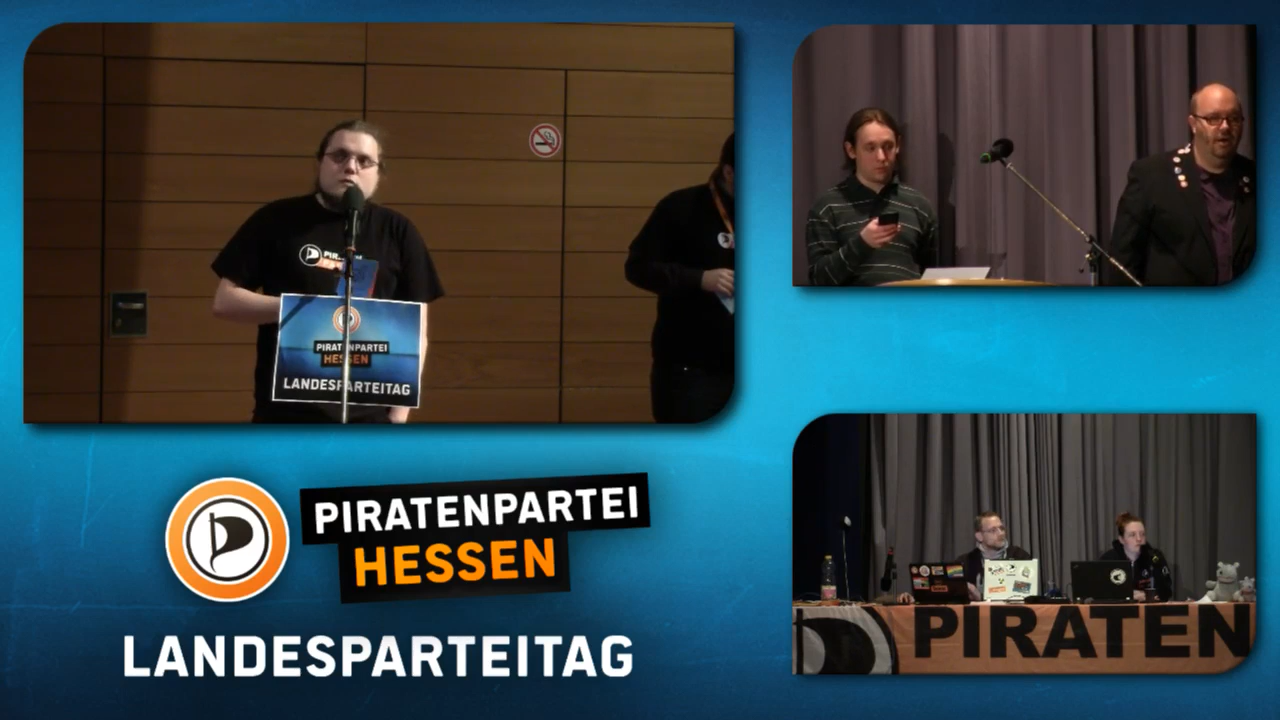 PIRATENPARTEI
HESSEN
LANDESPARTEITAG
PIRATEN
PIRATENPARTEI
HESSEN
LANDESPARTEITAG